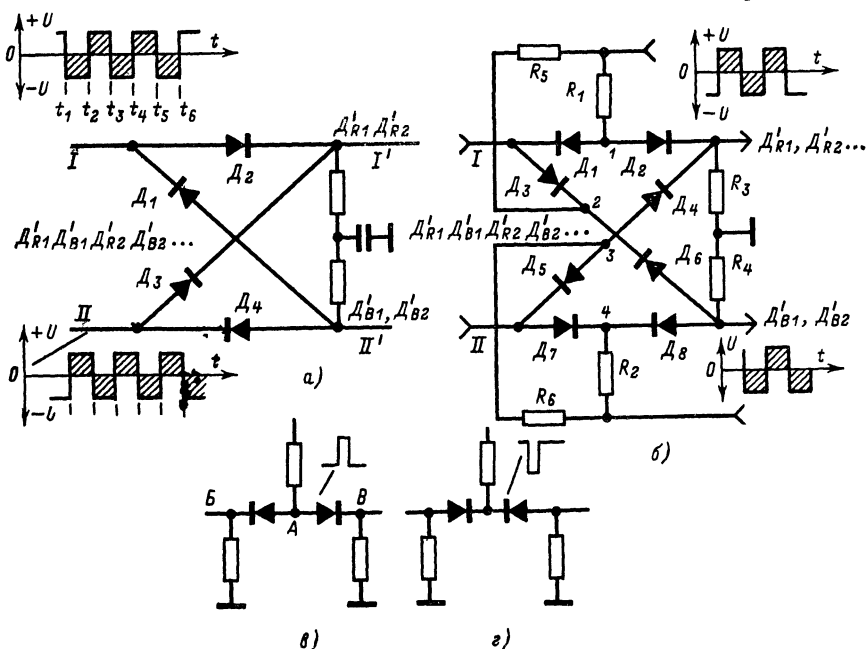 +U
0
t
-U
t1 t2 t3 t4 t5 t6
I
Д2
Д'R1 Д'R2
I'
Д1
Д'R1 Д'B1 Д'R2 Д'B2 ...
Д3
Д4
Д'B1, Д'B2
II
II'
+U
0
t
-U
а)
R5
R1
+U
0
t
-U
I
Д1
1
Д2
Д'R1, Д'R2...
Д3
2
Д4
R3
Д'R1 Д'B1 Д'R2 Д'B2 ...
3
Д5
Д6
R4
II
4
Д'B1, Д'B2
Д7
Д8
R2
U
0
t
R6
б)
Б
А
В
в)
г)